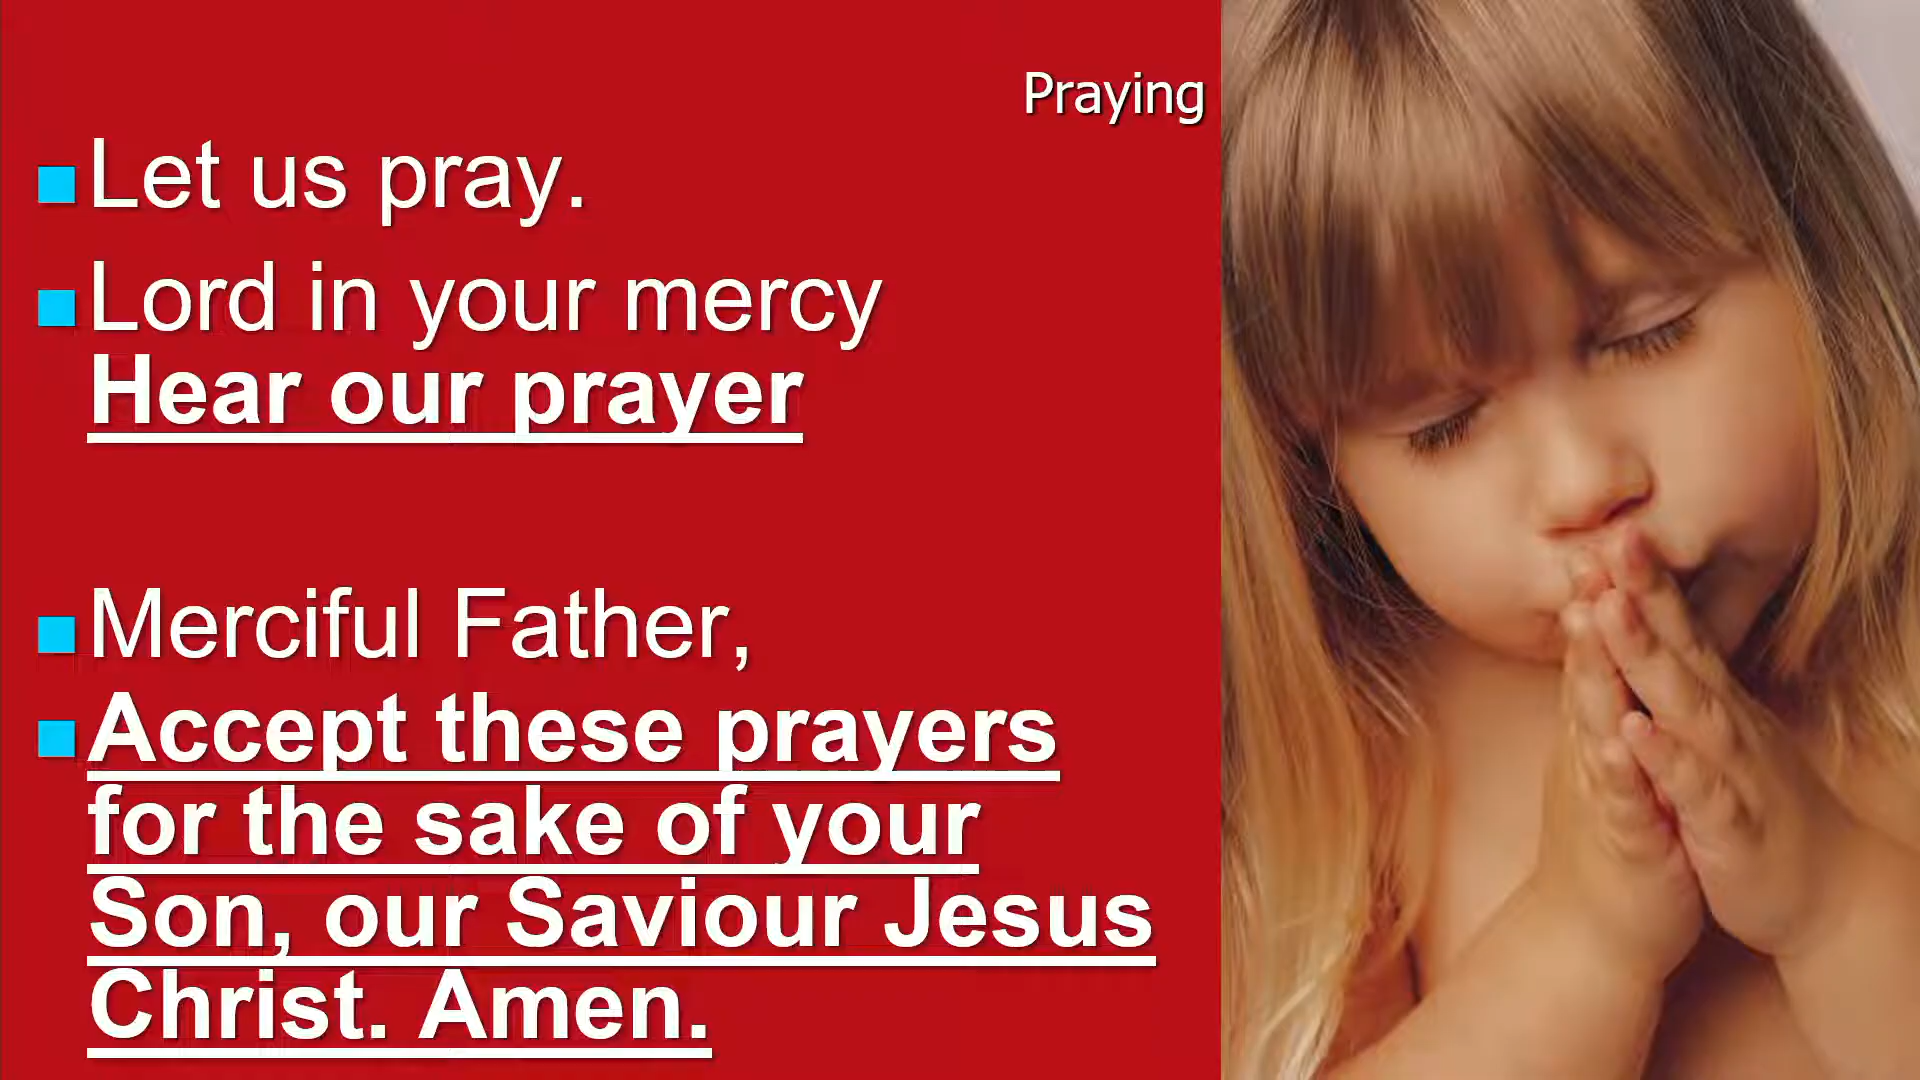 Praying
Let us pray.
Lord in your mercy
Hear our prayer
Merciful Father,
Accept these prayers
for the sake of your
Son, our Saviour Jesus
Christ. Amen.